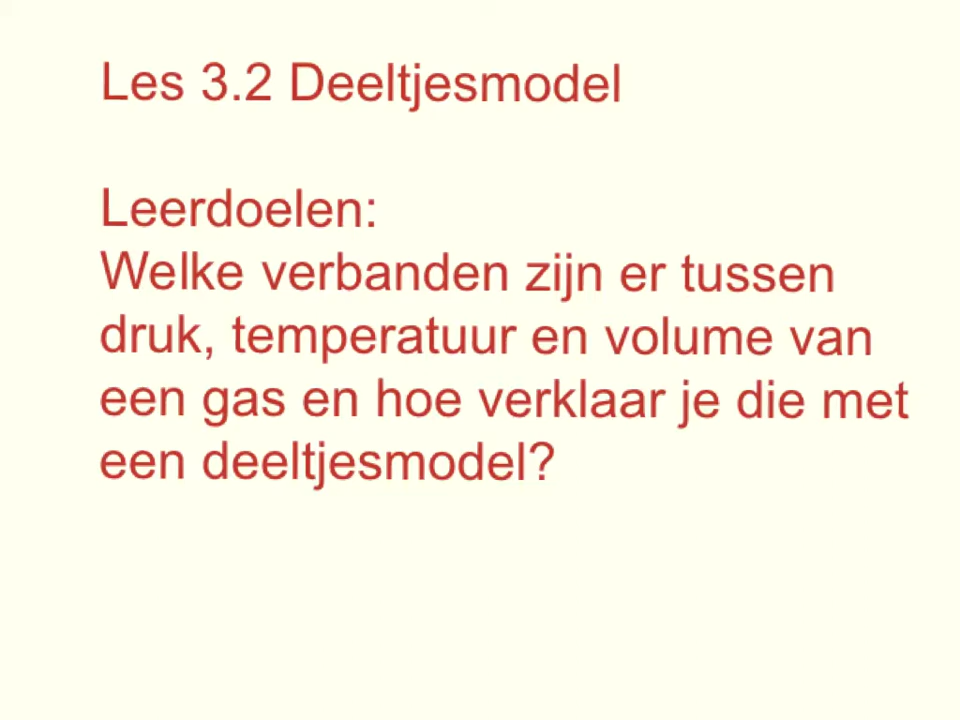 Les 3.2 Deeltjesmodel
Leerdoelen:
Welke verbanden zijn er tussen
druk, temperatuur en volume van
een gas en hoe verklaar je die met
een deeltjesmodel?